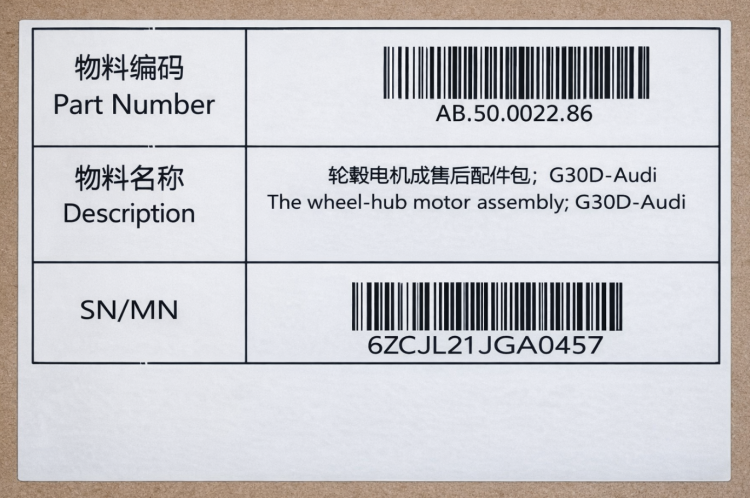 物料编码
Part Number
AB.50.0022.86
物料名称
Description
轮毂电机成售后配件包；G30D-Audi
The wheel-hub motor assembly; G30D-Audi
SN/MN
6ZCJL21JGA0457